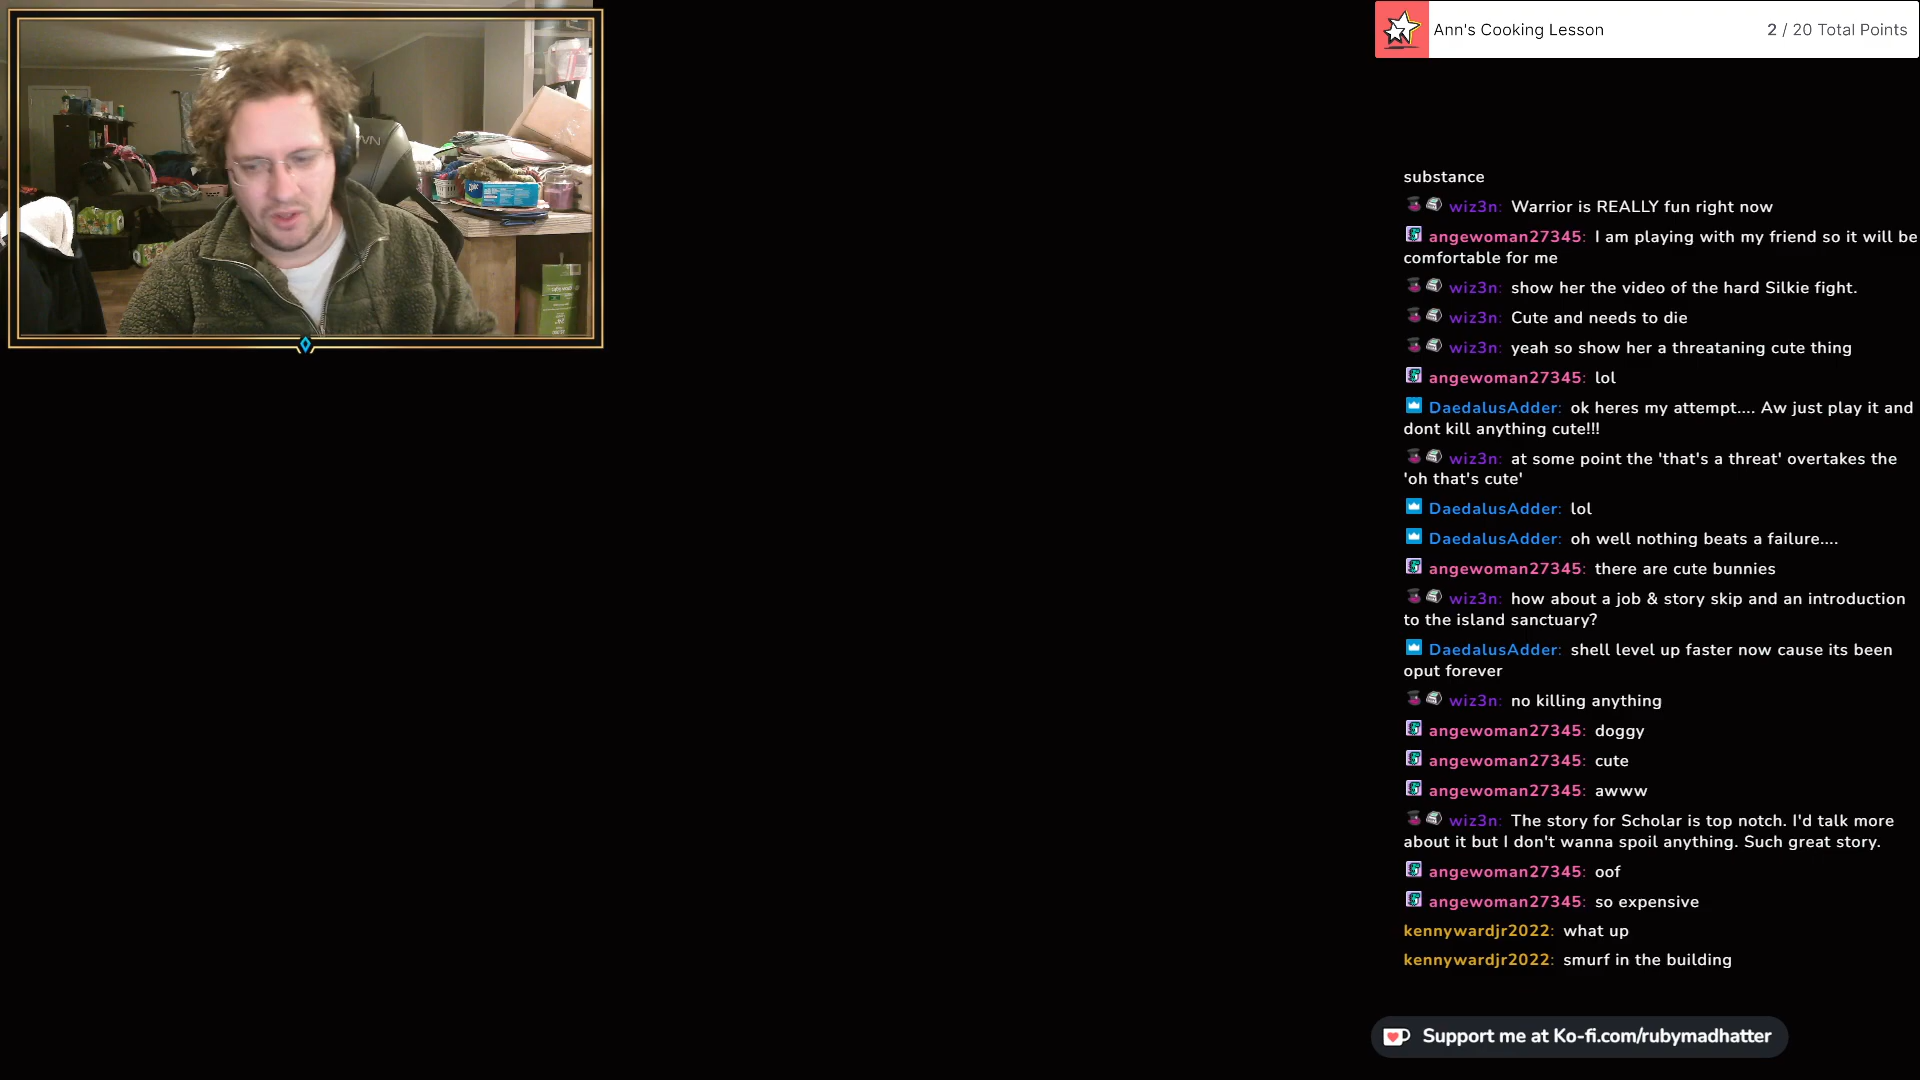 Ann's Cooking Lesson
2 / 20 Total Points
substance
wiz3n: Warrior is REALLY fun right now
angewoman27345: I am playing with my friend so it will be
comfortable for me
wiz3n: show her the video of the hard Silkie fight.
wiz3n: Cute and needs to die
wiz3n: yeah so show her a threataning cute thing
angewoman27345: lol
DaedalusAdder: ok heres my attempt.... Aw just play it and
dont kill anything cute!!!
wiz3n: at some point the 'that's a threat' overtakes the
'oh that's cute'
DaedalusAdder: lol
DaedalusAdder: oh well nothing beats a failure....
angewoman27345: there are cute bunnies
wiz3n: how about a job & story skip and an introduction
to the island sanctuary?
DaedalusAdder: shell level up faster now cause its been
oput forever
wiz3n: no killing anything
angewoman27345: doggy
angewoman27345: cute
angewoman27345: awww
wiz3n: The story for Scholar is top notch. I'd talk more
about it but I don't wanna spoil anything. Such great story.
angewoman27345: oof
angewoman27345: so expensive
kennywardjr2022: what up
kennywardjr2022: smurf in the building
Support me at Ko-fi.com/rubymadhatter